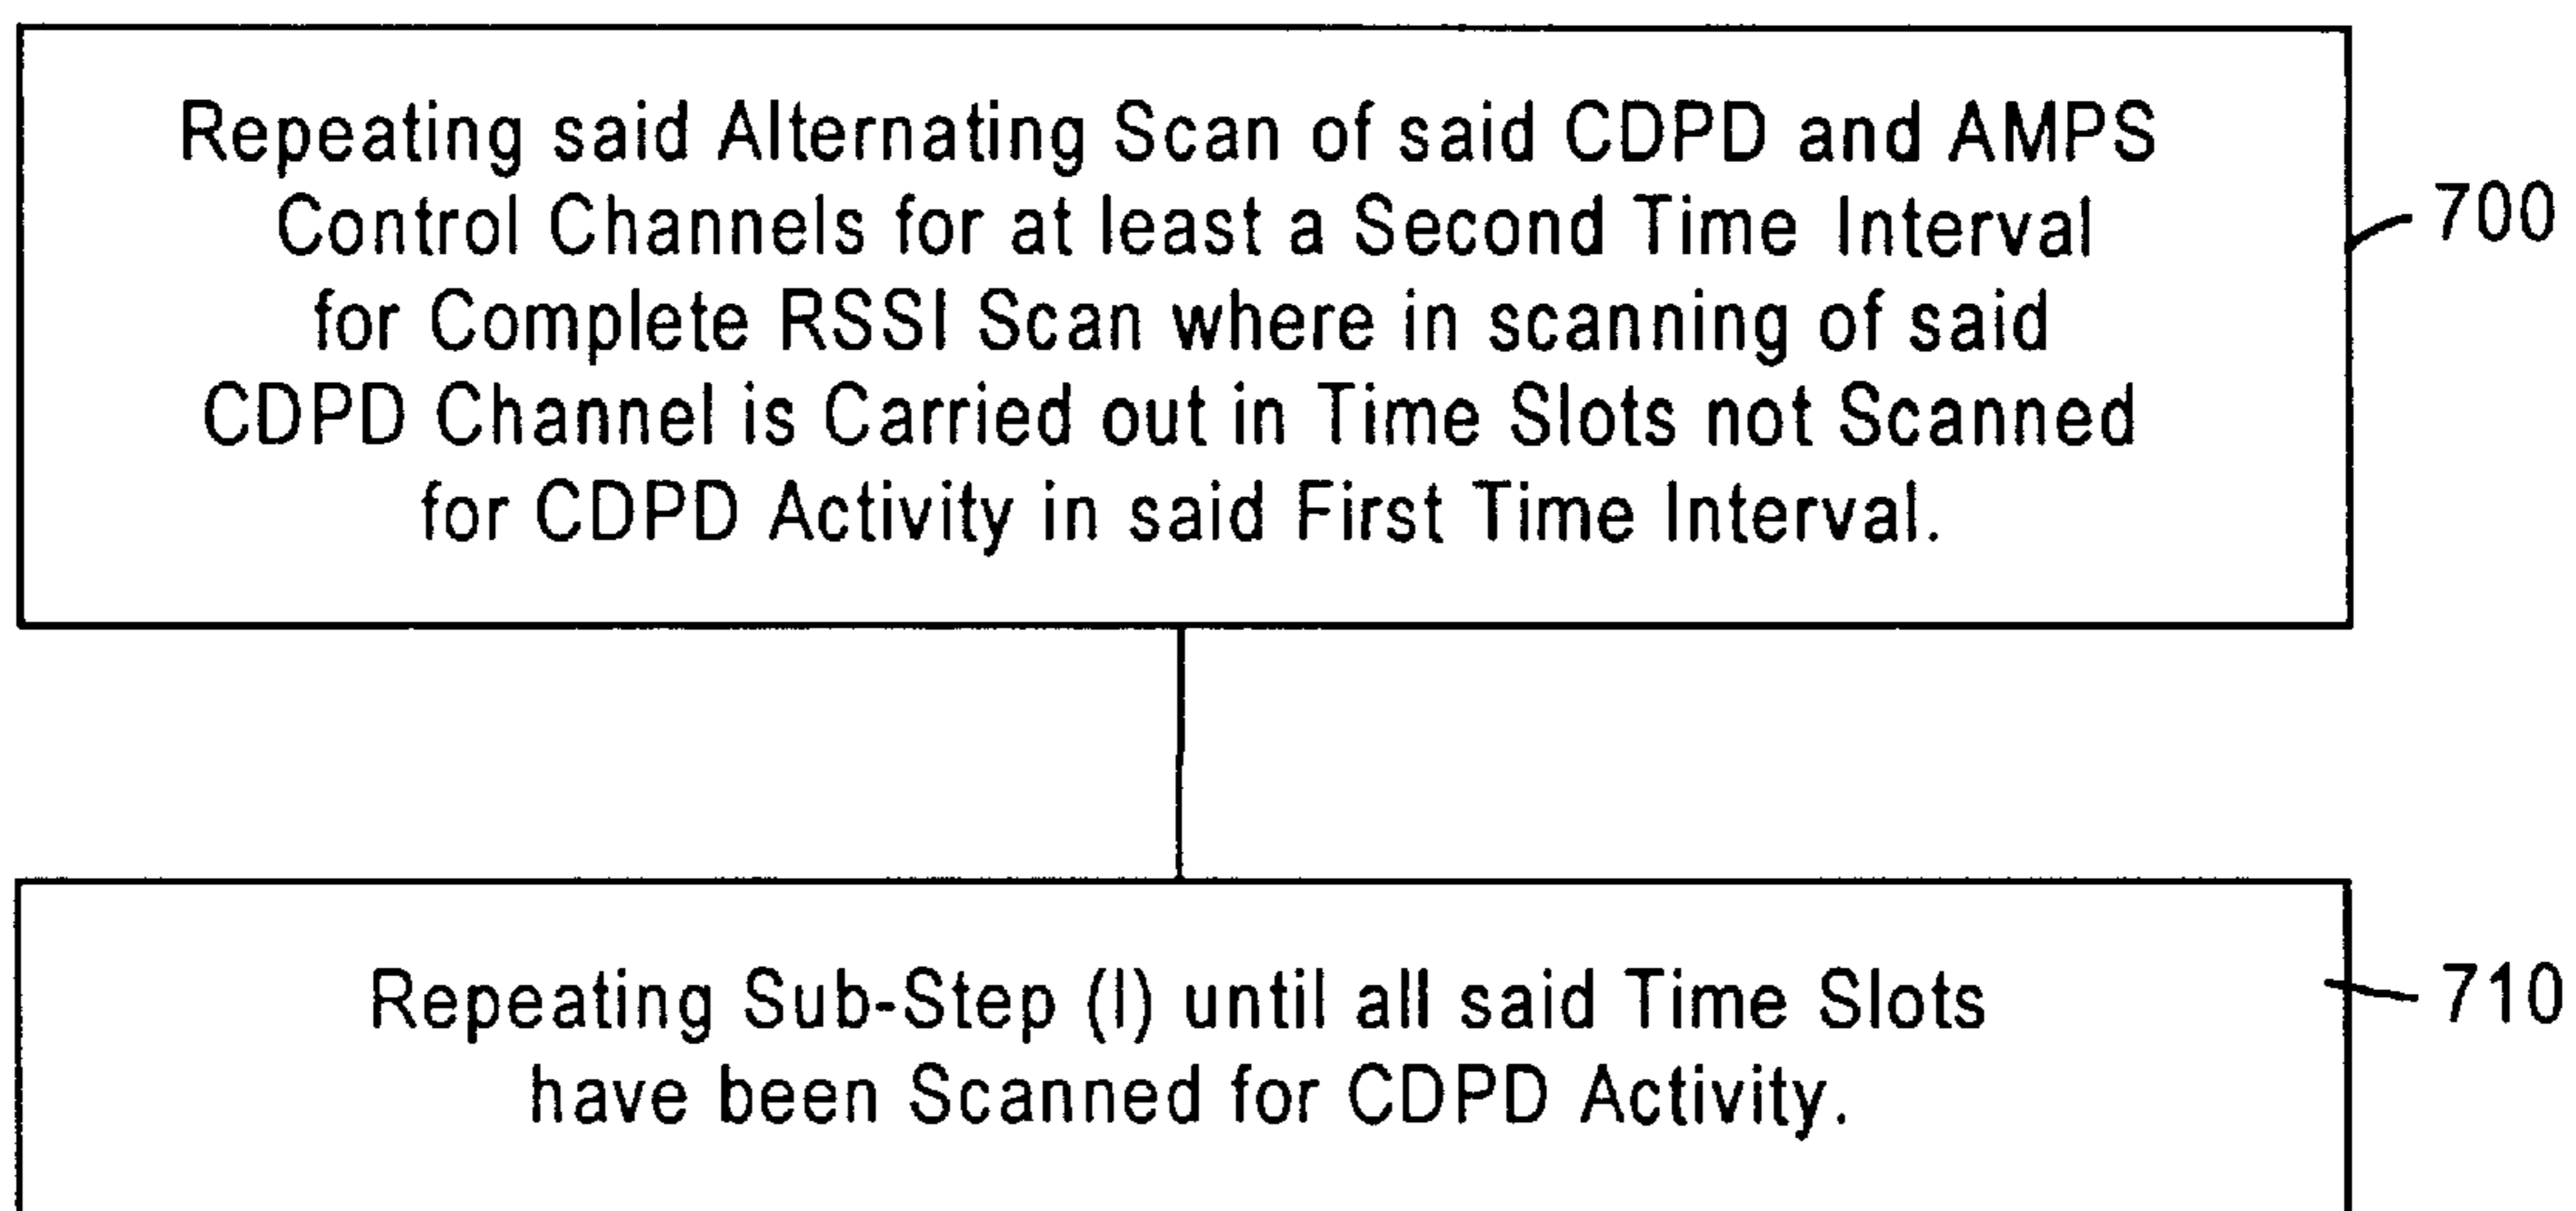 Repeating said Alternating Scan of said CDPD and AMPS
Control Channels for at least a Second Time Interval
for Complete RSSI Scan where in scanning of said
CDPD Channel is Carried out in Time Slots not Scanned
for CDPD Activity in said First Time Interval.
700
Repeating Sub-Step (I) until all said Time Slots
have been Scanned for CDPD Activity.
710